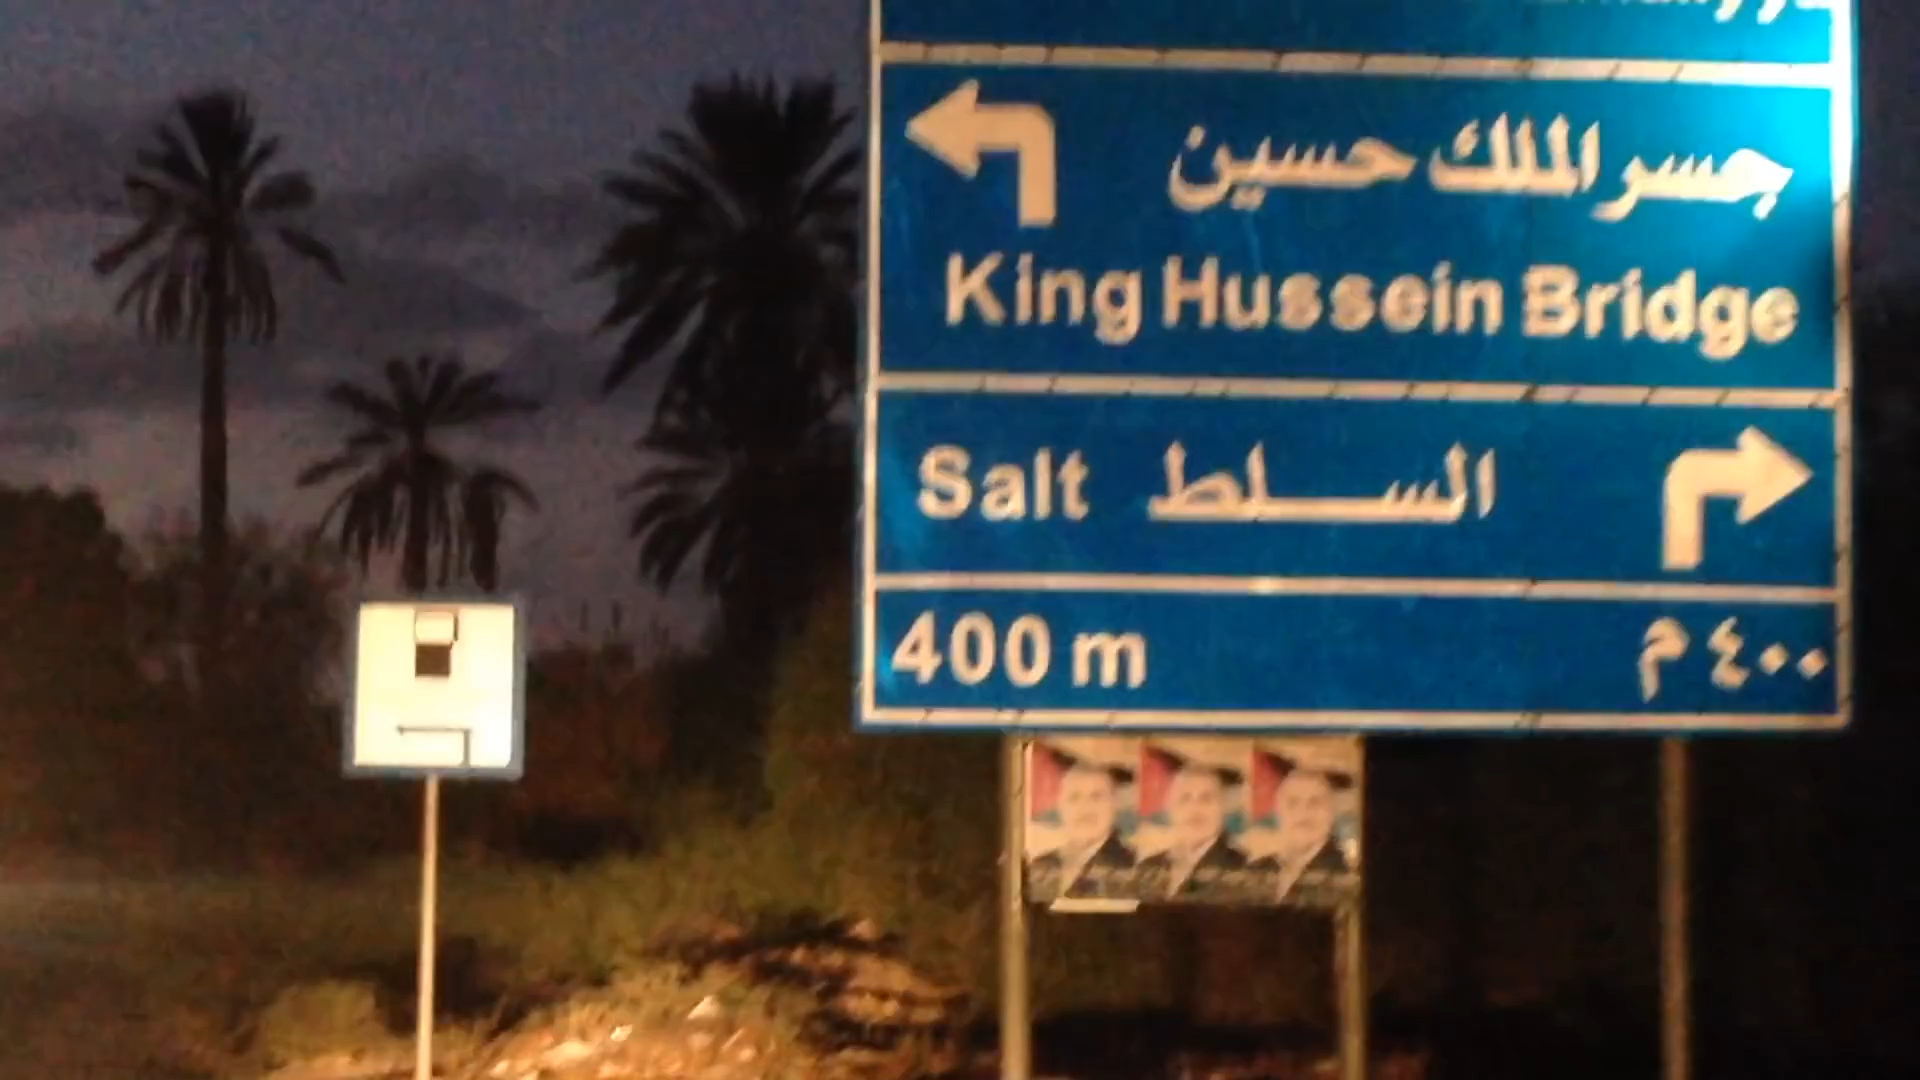 جسر الملك حسين
King Hussein Bridge
Salt السلط
400 m ٤٠٠ م